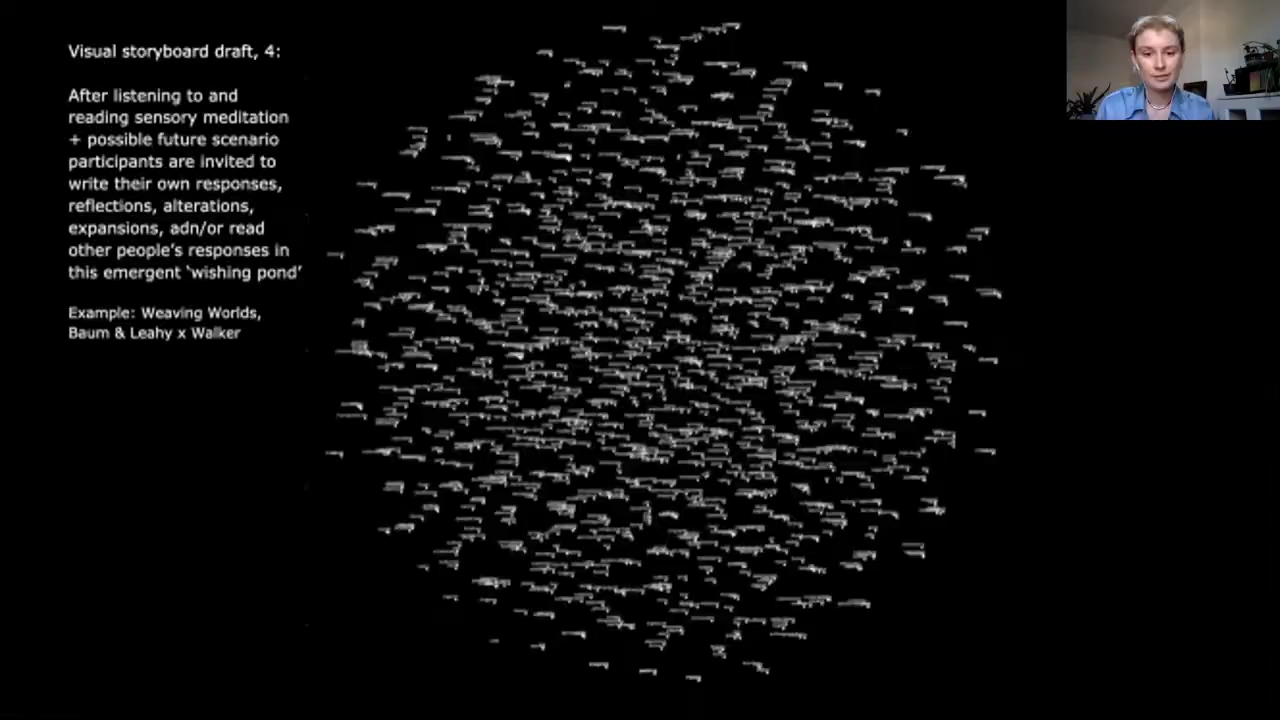 Visual storyboard draft, 4:
After listening to and
reading sensory meditation
+ possible future scenario
participants are invited to
write their own responses,
reflections, alterations,
expansions, adn/or read
other people's responses in
this emergent 'wishing pond'
Example: Weaving Worlds,
Baum & Leahy x Walker